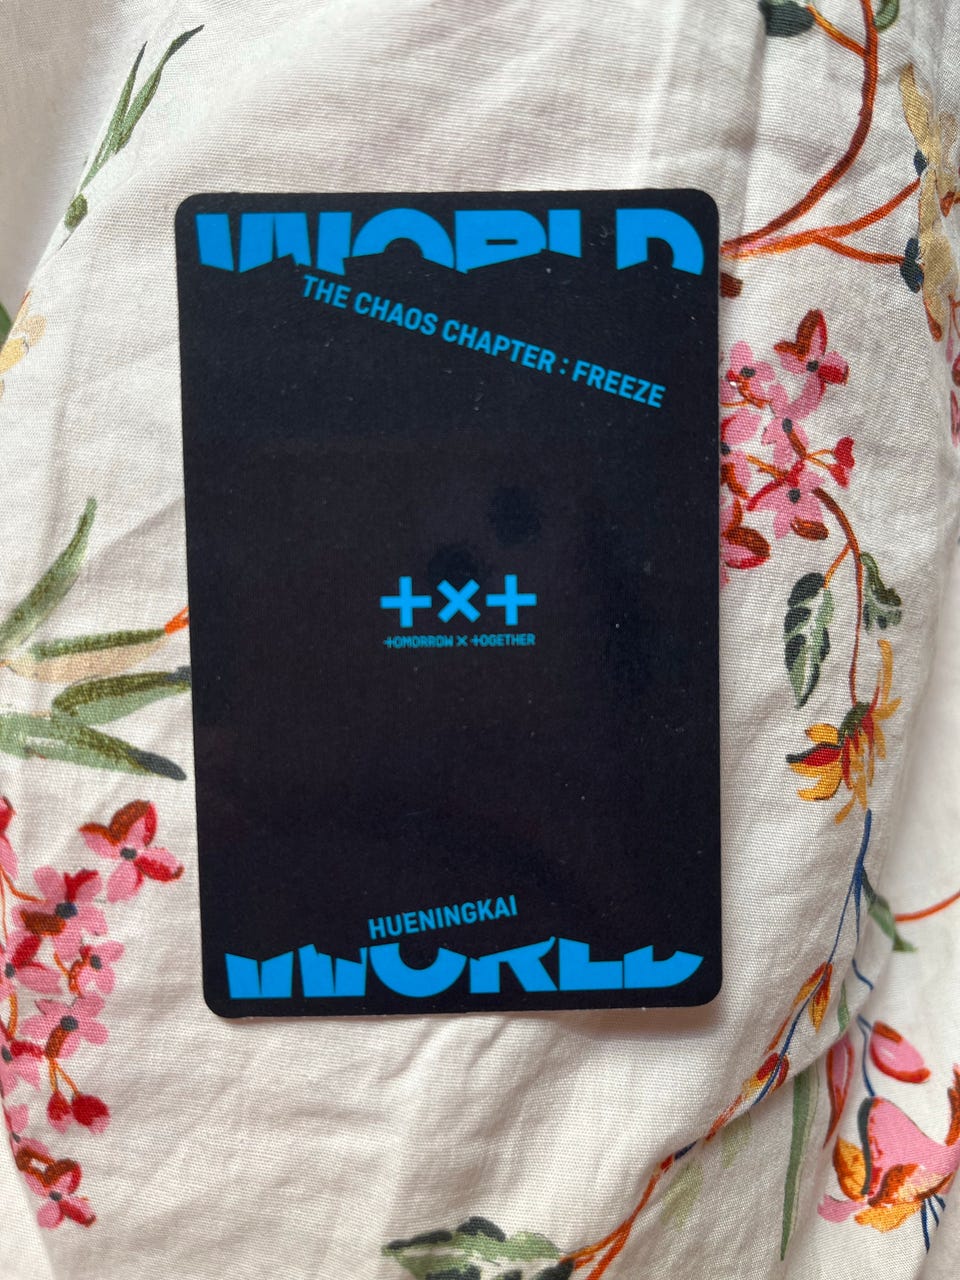 WORLD
THE CHAOS CHAPTER : FREEZE
+×+
TOMORROW × TOGETHER
HUENINGKAI
WORLD